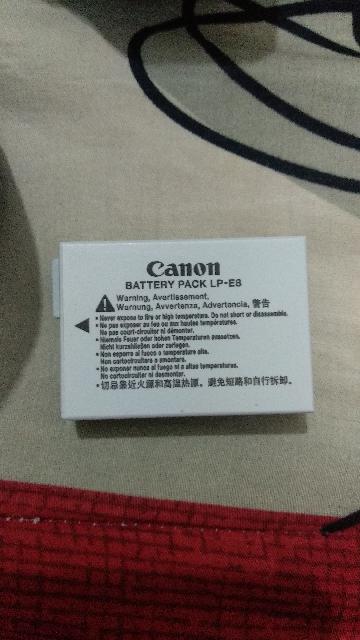 Canon
BATTERY PACK LP-E8
Warning, Avertissement,
Warnung, Avvertenza, Advertencia, 警告
• Never expose to fire or high temperature. Do not short or disassemble.
• Ne pas exposer au feu ou aux hautes températures.
Ne pas court-circuiter ni démonter.
• Niemals Feuer oder hohen Temperaturen aussetzen.
Nicht kurzschließen oder zerlegen.
• Non esporre al fuoco o temperature alte.
Non cortocircuitare o smontare.
• No exponer nunca al fuego ni a altas temperaturas.
No cortocircuitar ni desmontar.
• 切忌靠近火源和高温热源。避免短路和自行拆卸。